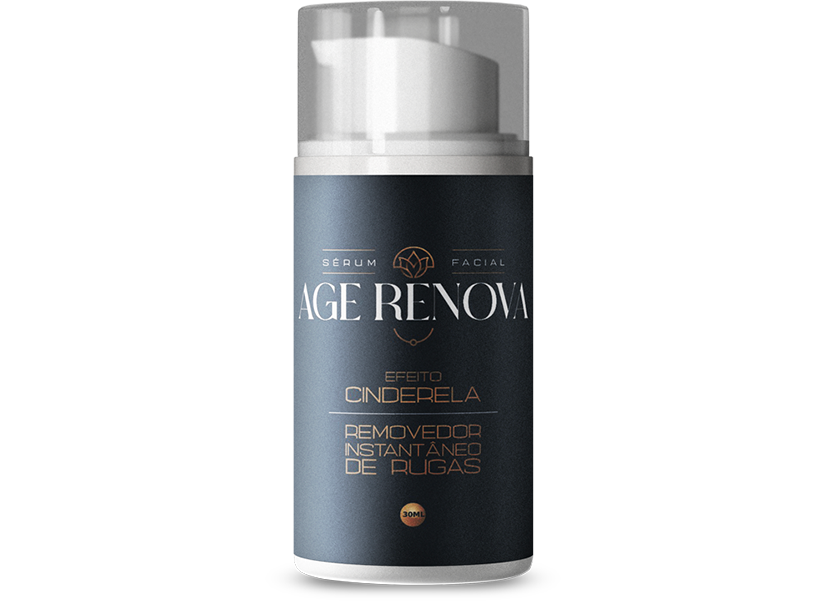 SÉRUM FACIAL
AGE RENOVA
EFEITO
CINDERELA
REMOVEDOR
INSTANTÂNEO
DE RUGAS
30ML